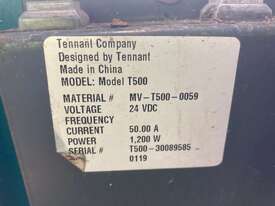 Tennant Company
Designed by Tennant
Made in China
MODEL: Model T500
MATERIAL # MV-T500-0059
VOLTAGE 24 VDC
FREQUENCY
CURRENT 50.00 A
POWER 1,200 W
SERIAL # T500-30089585
0119